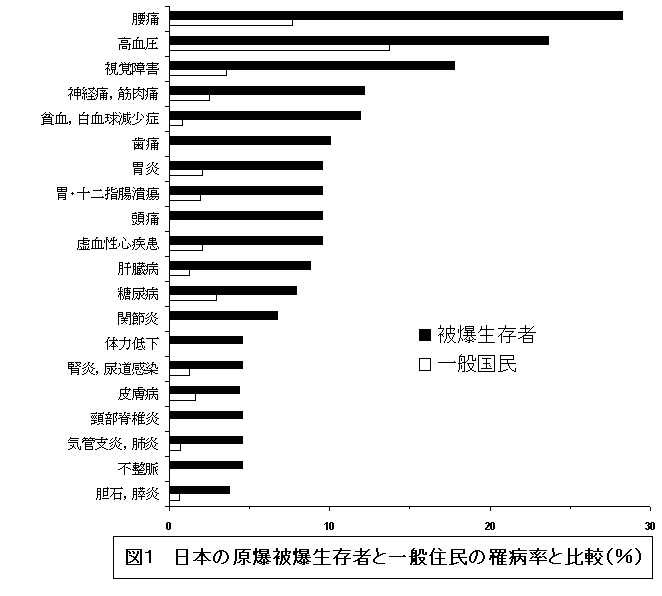 腰痛
高血圧
視覚障害
神経痛,筋肉痛
貧血,白血球減少症
歯痛
胃炎
胃・十二指腸潰瘍
頭痛
虚血性心疾患
肝臓病
糖尿病
関節炎
体力低下
腎炎,尿道感染
皮膚病
頸部脊椎炎
気管支炎,肺炎
不整脈
胆石,膵炎
被爆生存者
一般国民
0 10 20 30
図1 日本の原爆被爆生存者と一般住民の罹病率と比較(%)